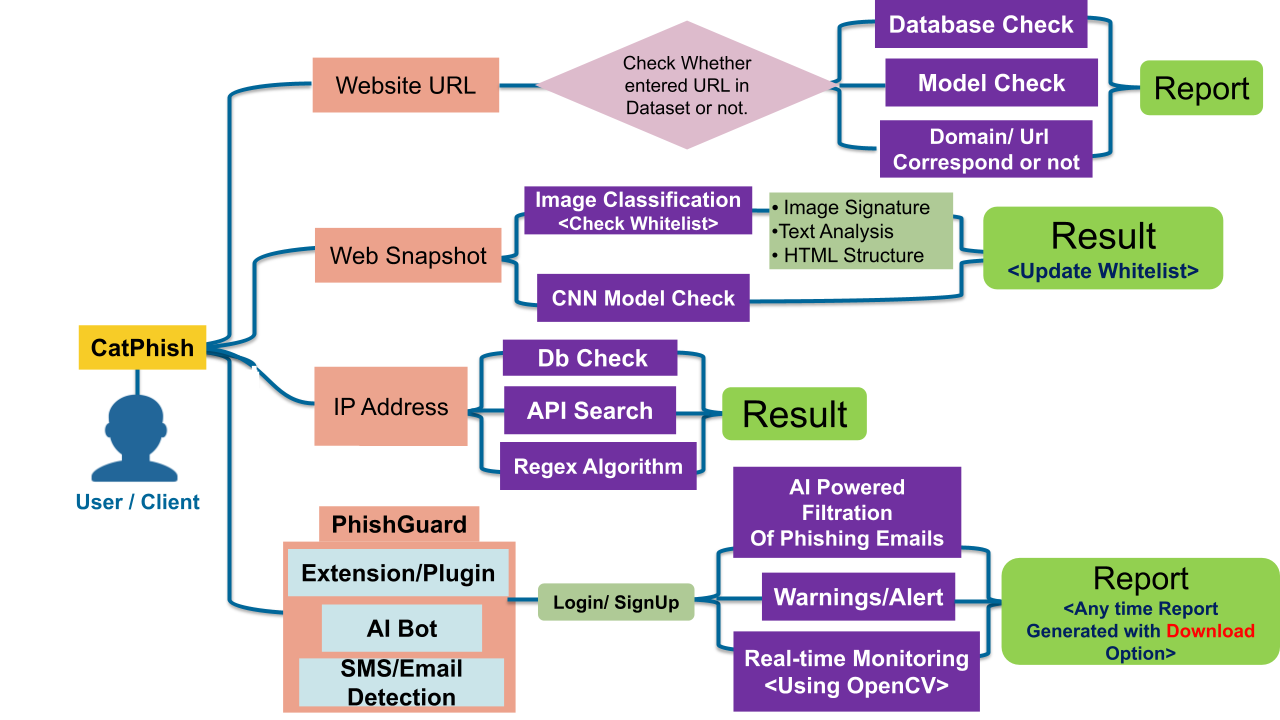 Website URL
Check Whether
entered URL in
Dataset or not.
Database Check
Model Check
Domain/ Url
Correspond or not
Report
Web Snapshot
Image Classification
<Check Whitelist>
• Image Signature
•Text Analysis
• HTML Structure
CNN Model Check
Result
<Update Whitelist>
CatPhish
User / Client
IP Address
Db Check
API Search
Regex Algorithm
Result
PhishGuard
Extension/Plugin
AI Bot
SMS/Email
Detection
Login/ SignUp
AI Powered
Filtration
Of Phishing Emails
Warnings/Alert
Real-time Monitoring
<Using OpenCV>
Report
<Any time Report
Generated with Download
Option>